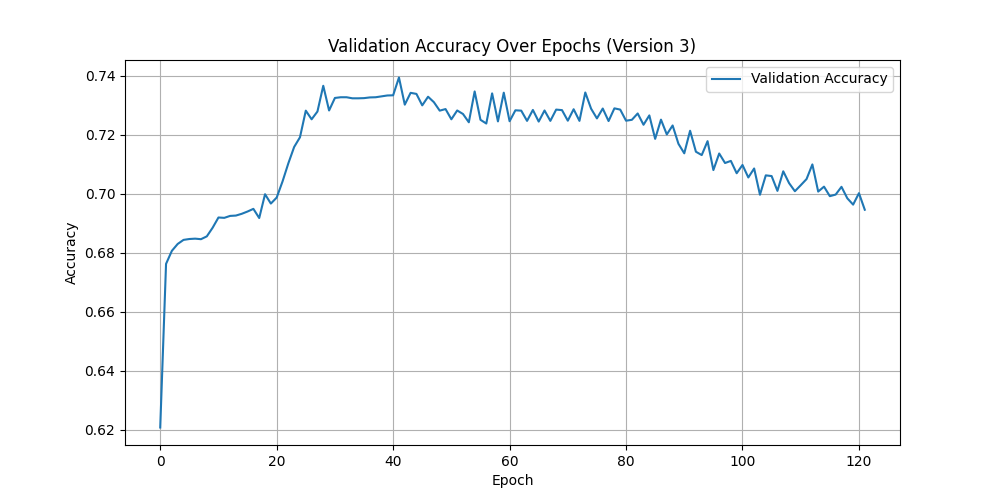 Validation Accuracy Over Epochs (Version 3)
Validation Accuracy
0.74
0.72
0.70
0.68
0.66
0.64
0.62
Accuracy
0 20 40 60 80 100 120
Epoch